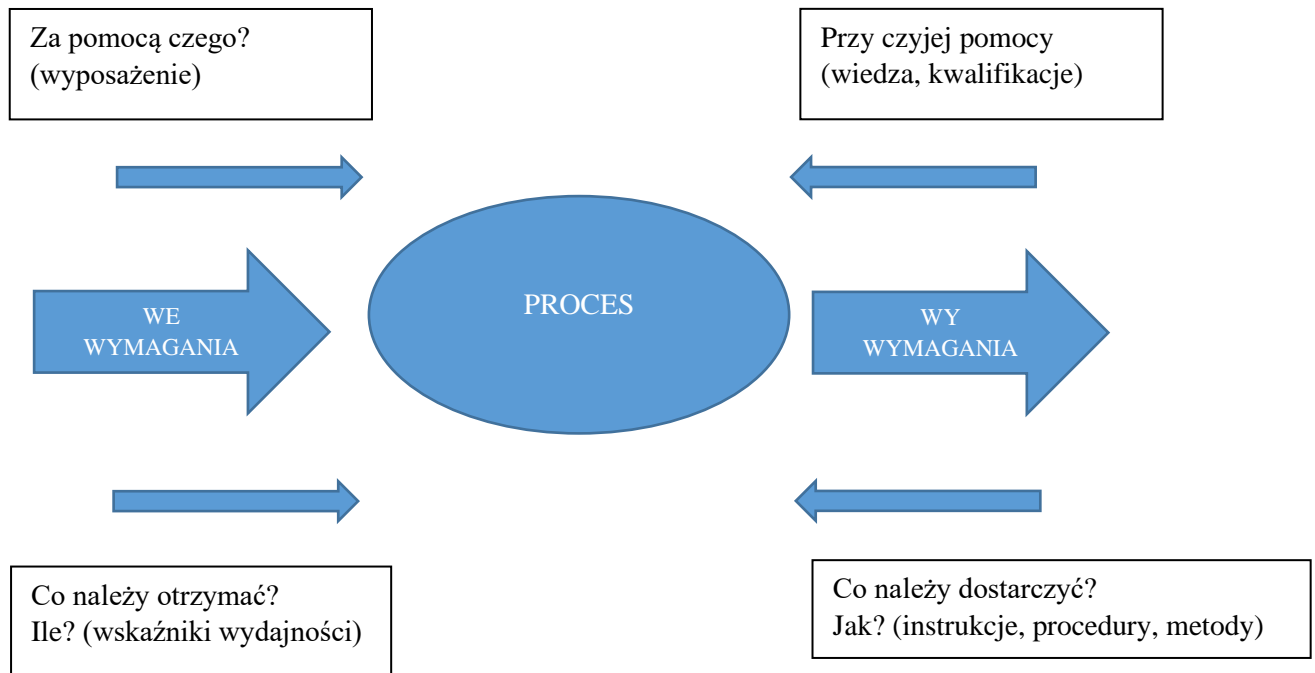 Za pomocą czego?
(wyposażenie)
Przy czyjej pomocy
(wiedza, kwalifikacje)
WE
WYMAGANIA
PROCES
WY
WYMAGANIA
Co należy otrzymać?
Ile? (wskaźniki wydajności)
Co należy dostarczyć?
Jak? (instrukcje, procedury, metody)